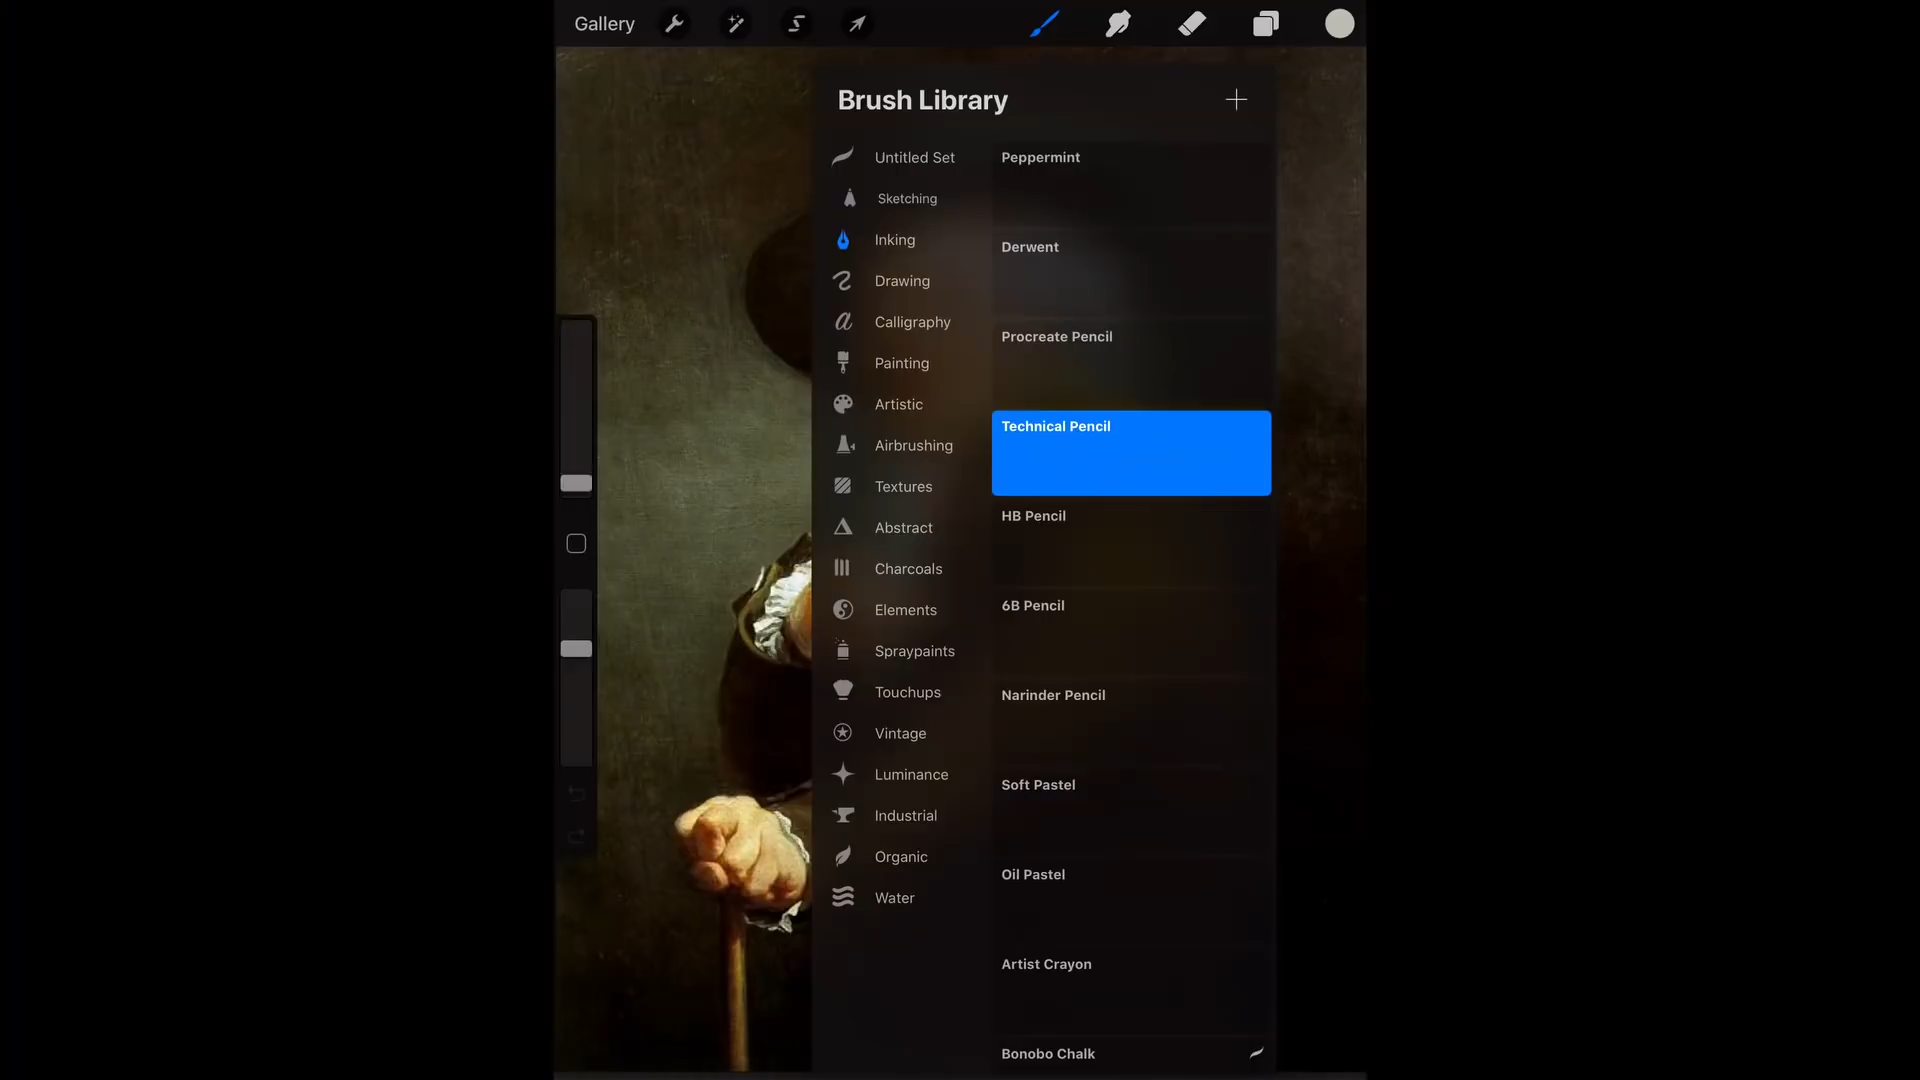 Gallery
Brush Library
Untitled Set
Sketching
Inking
Drawing
Calligraphy
Painting
Artistic
Airbrushing
Textures
Abstract
Charcoals
Elements
Spraypaints
Touchups
Vintage
Luminance
Industrial
Organic
Water
Peppermint
Derwent
Procreate Pencil
Technical Pencil
HB Pencil
6B Pencil
Narinder Pencil
Soft Pastel
Oil Pastel
Artist Crayon
Bonobo Chalk